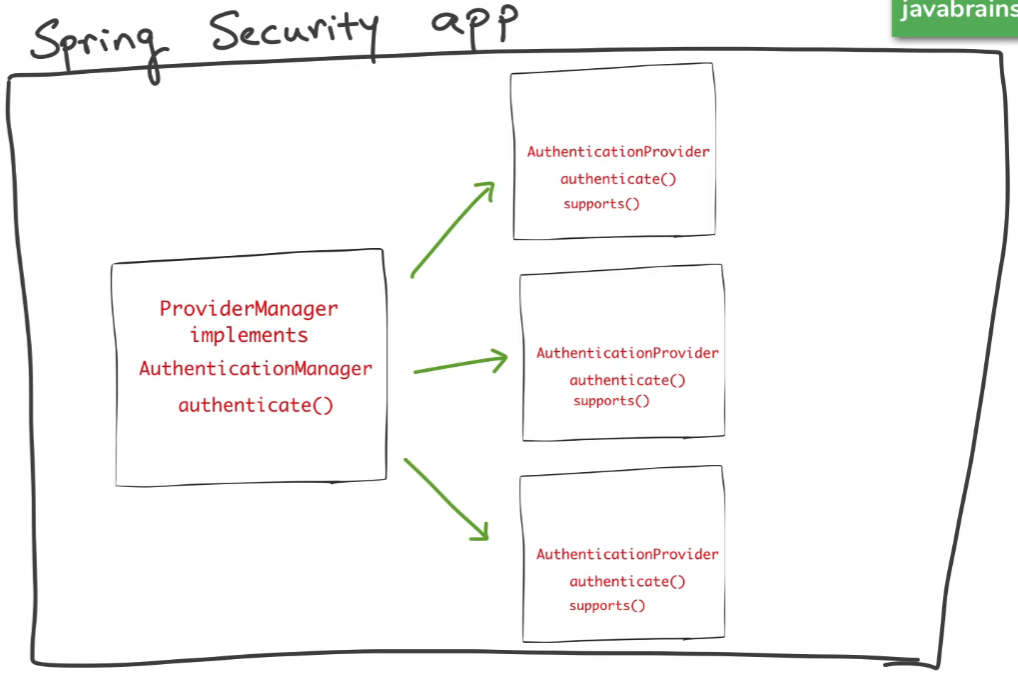 Spring Security app
javabrains
AuthenticationProvider
authenticate()
supports()
ProviderManager
implements
AuthenticationManager
authenticate()
AuthenticationProvider
authenticate()
supports()
AuthenticationProvider
authenticate()
supports()